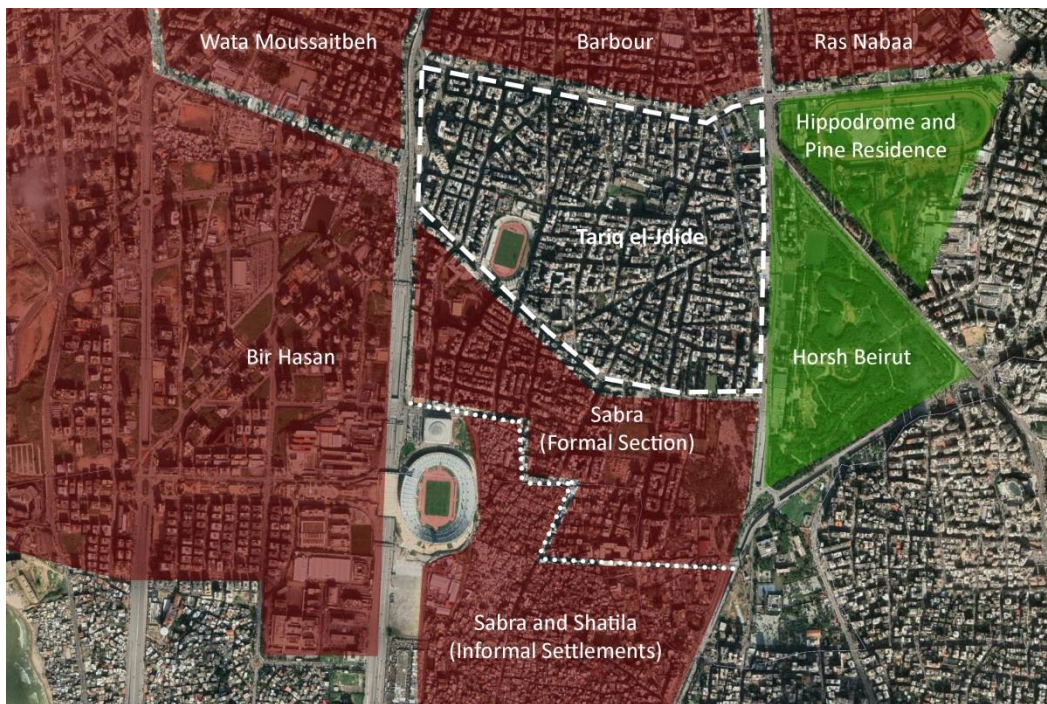 Wata Moussaitbeh
Barbour
Ras Nabaa
Hippodrome and
Pine Residence
Tariq el-Jdide
Bir Hasan
Horsh Beirut
Sabra
(Formal Section)
Sabra and Shatila
(Informal Settlements)